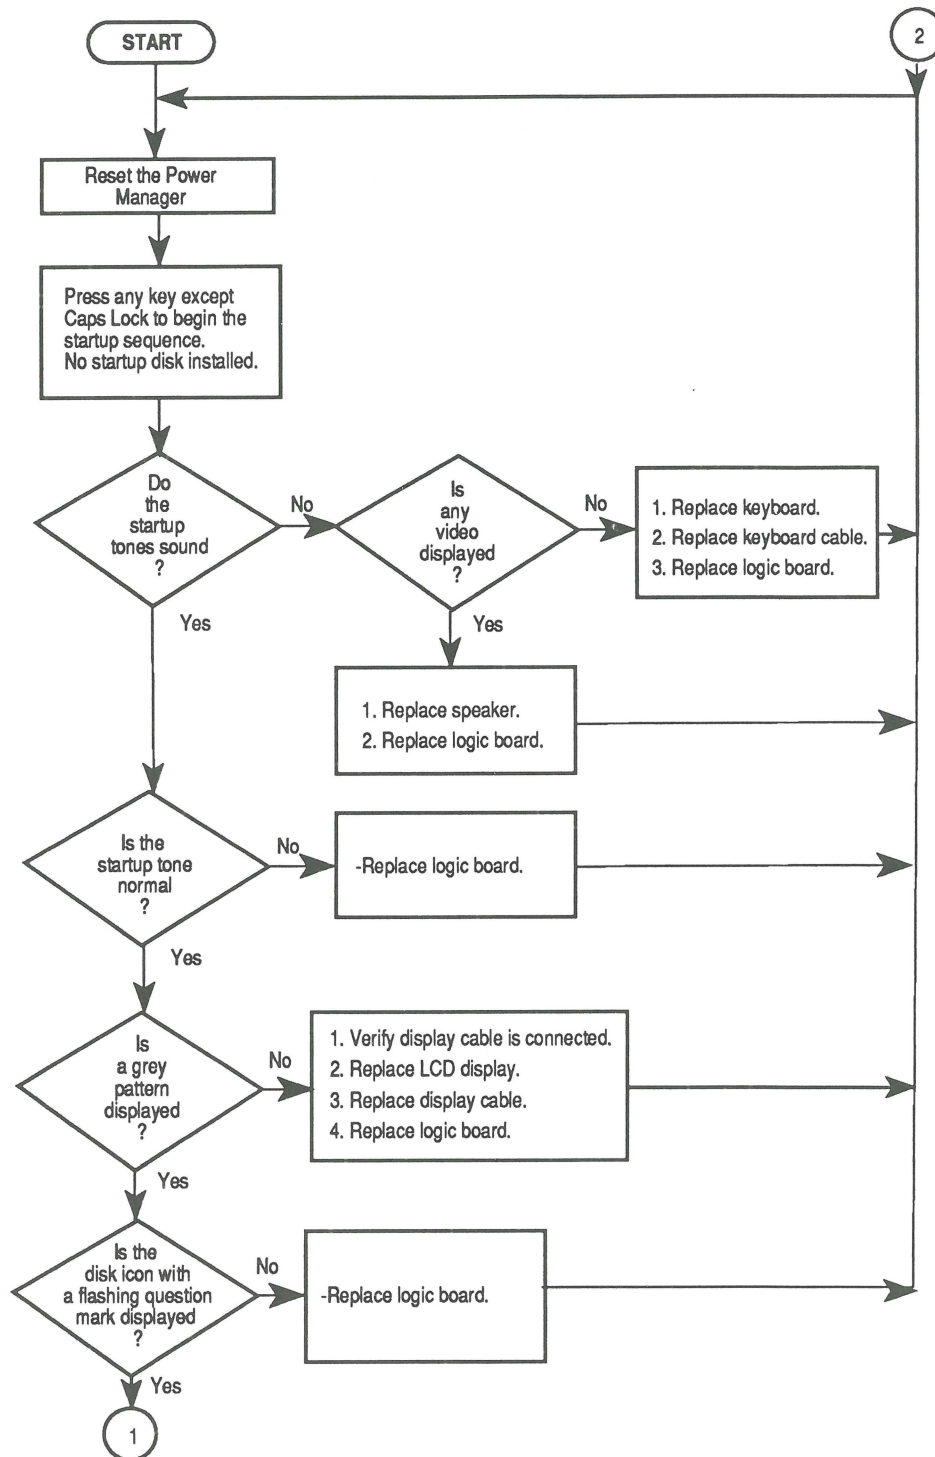 START
2
Reset the Power
Manager
Press any key except
Caps Lock to begin the
startup sequence.
No startup disk installed.
Do
the
startup
tones sound
?
No
Is
any
video
displayed
?
No
1. Replace keyboard.
2. Replace keyboard cable.
3. Replace logic board.
Yes
Yes
1. Replace speaker.
2. Replace logic board.
Is the
startup tone
normal
?
No
-Replace logic board.
Yes
Is
a grey
pattern
displayed
?
No
1. Verify display cable is connected.
2. Replace LCD display.
3. Replace display cable.
4. Replace logic board.
Yes
Is the
disk icon with
a flashing question
mark displayed
?
No
-Replace logic board.
Yes
1